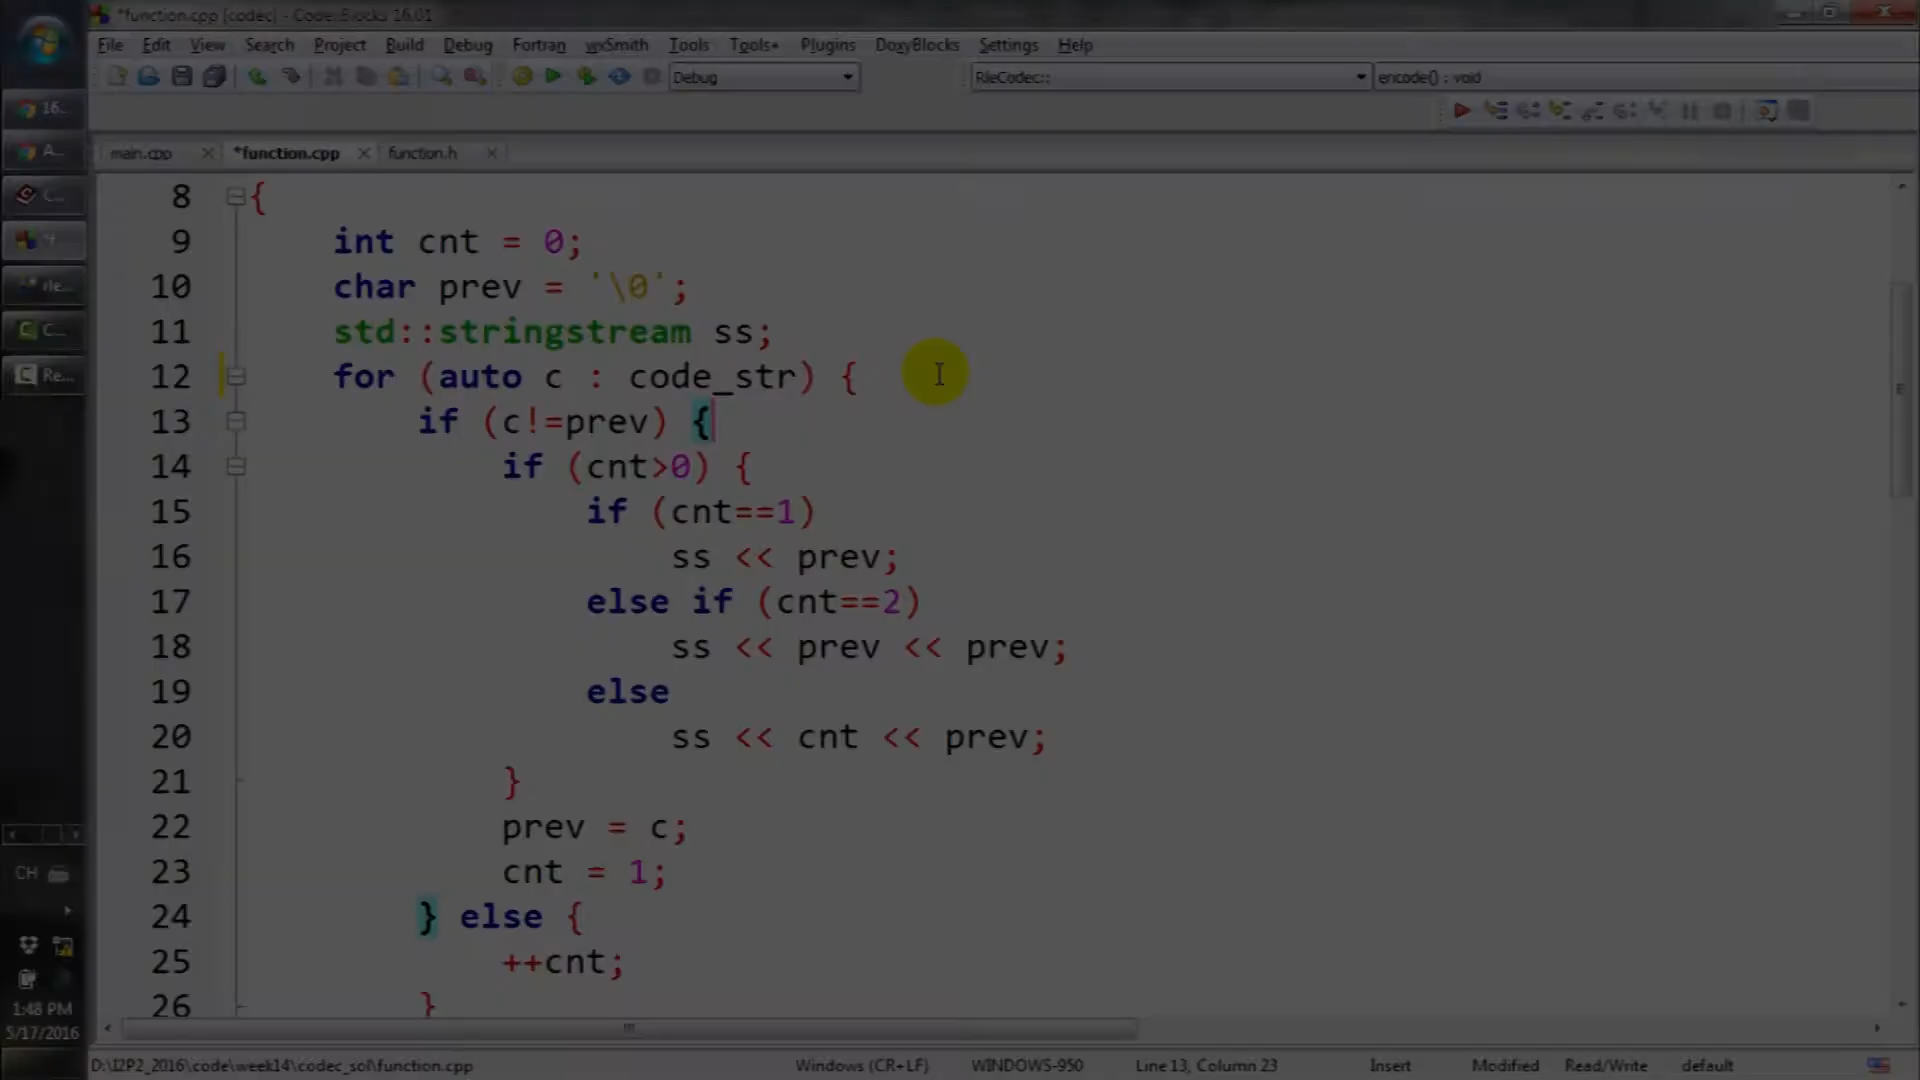 *function.cpp [codec] - Code::Blocks 16.01
File Edit View Search Project Build Debug Fortran wxSmith Tools Tools+ Plugins DoxyBlocks Settings Help
Debug RleCodec:: encode() : void
main.cpp *function.cpp function.h
8 {
9 int cnt = 0;
10 char prev = '\0';
11 std::stringstream ss;
12 for (auto c : code_str) {
13 if (c!=prev) {
14 if (cnt>0) {
15 if (cnt==1)
16 ss << prev;
17 else if (cnt==2)
18 ss << prev << prev;
19 else
20 ss << cnt << prev;
21 }
22 prev = c;
23 cnt = 1;
24 } else {
25 ++cnt;
26 }
16...
A...
C...
rle...
C...
Re...
CH
1:48 PM
5/17/2016
D:\I2P2_2016\code\week14\codec_sol\function.cpp Windows (CR+LF) WINDOWS-950 Line 13, Column 23 Insert Modified Read/Write default